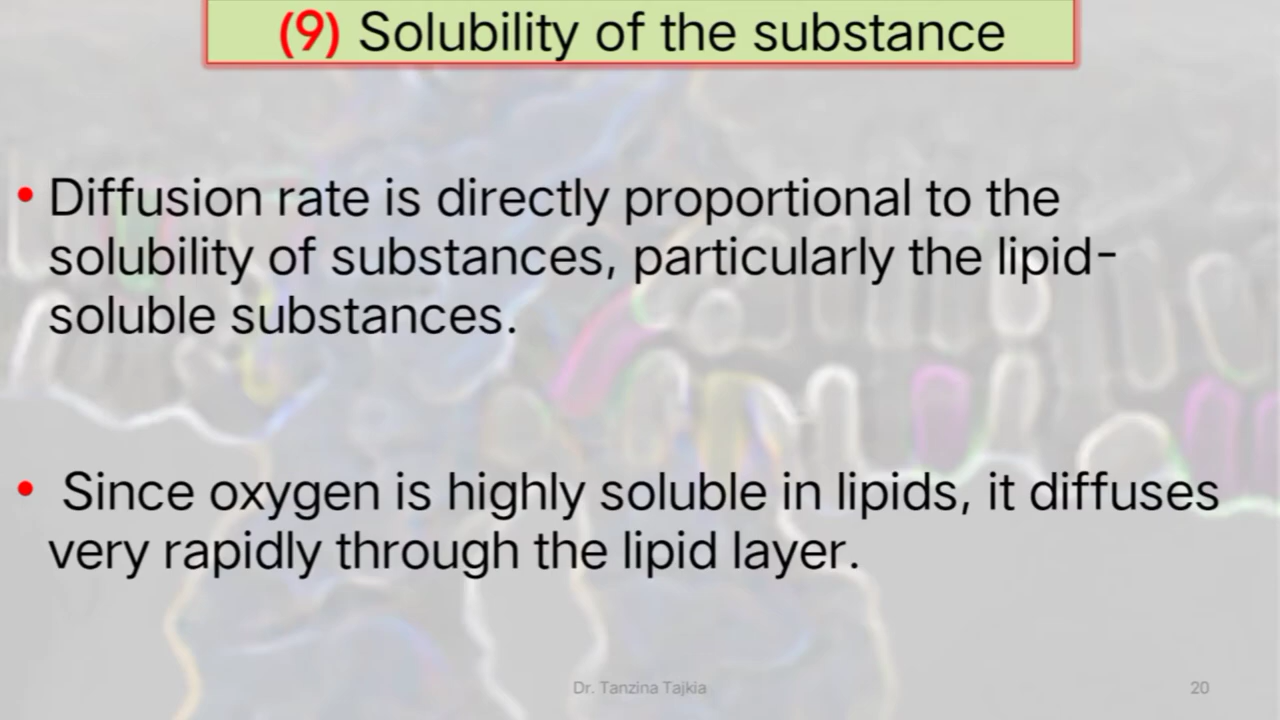 (9) Solubility of the substance
• Diffusion rate is directly proportional to the
solubility of substances, particularly the lipid-
soluble substances.
• Since oxygen is highly soluble in lipids, it diffuses
very rapidly through the lipid layer.
Dr. Tanzina Tajkia
20